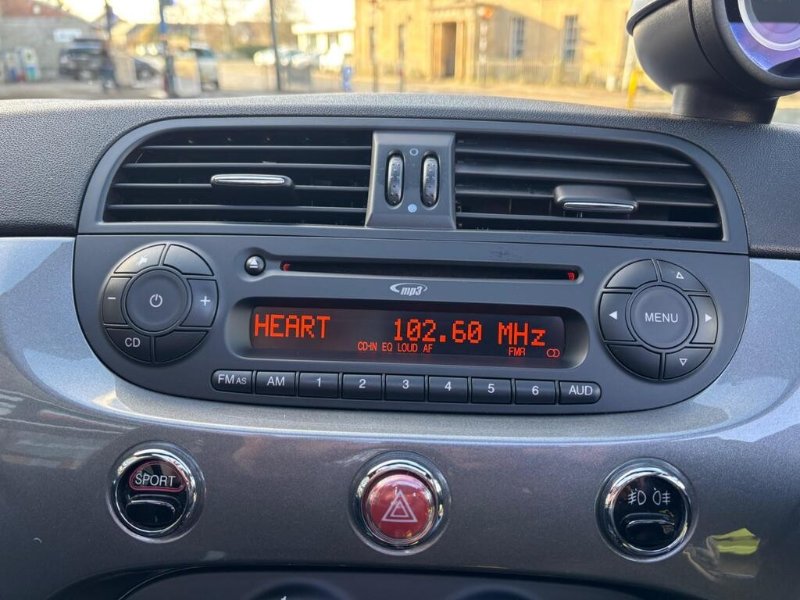 mp3
HEART 102.60 MHz
CD-IN EQ LOUD AF FMR
CD
MENU
FM AS AM 1 2 3 4 5 6 AUD
SPORT